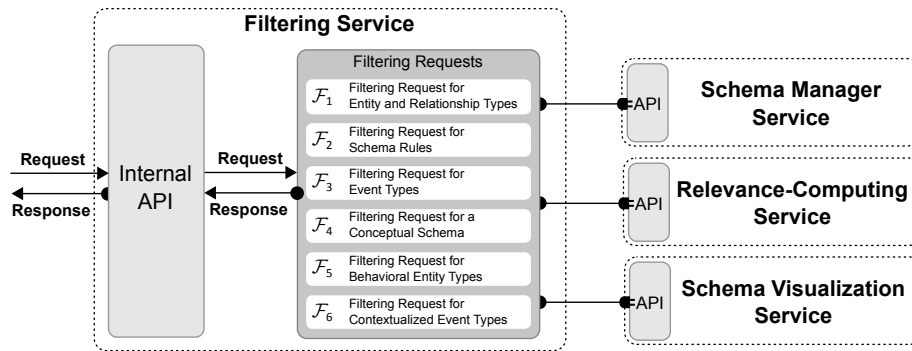 Filtering Service
Filtering Requests
Request
Response
Internal
API
Request
Response
F1 Filtering Request for
Entity and Relationship Types
F2 Filtering Request for
Schema Rules
F3 Filtering Request for
Event Types
F4 Filtering Request for a
Conceptual Schema
F5 Filtering Request for
Behavioral Entity Types
F6 Filtering Request for
Contextualized Event Types
API
Schema Manager
Service
API
Relevance-Computing
Service
API
Schema Visualization
Service